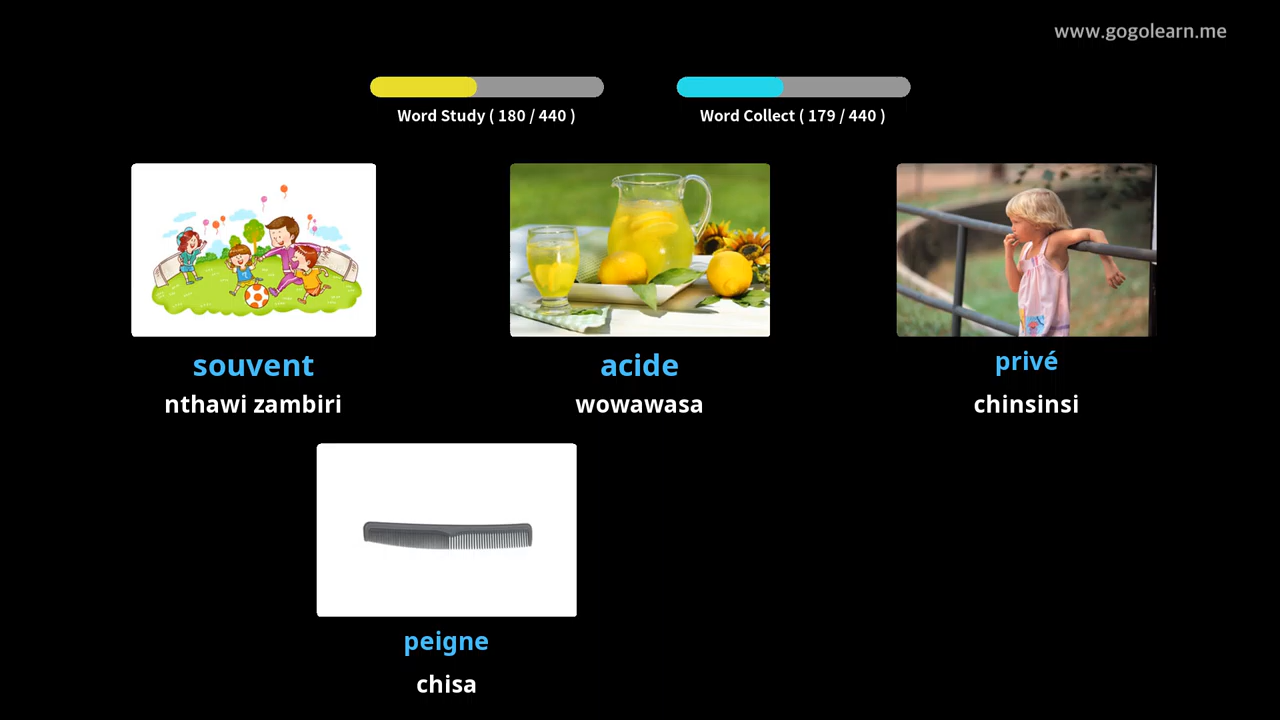 www.gogolearn.me
Word Study ( 180 / 440 )
Word Collect ( 179 / 440 )
souvent
nthawi zambiri
acide
wowawasa
privé
chinsinsi
peigne
chisa